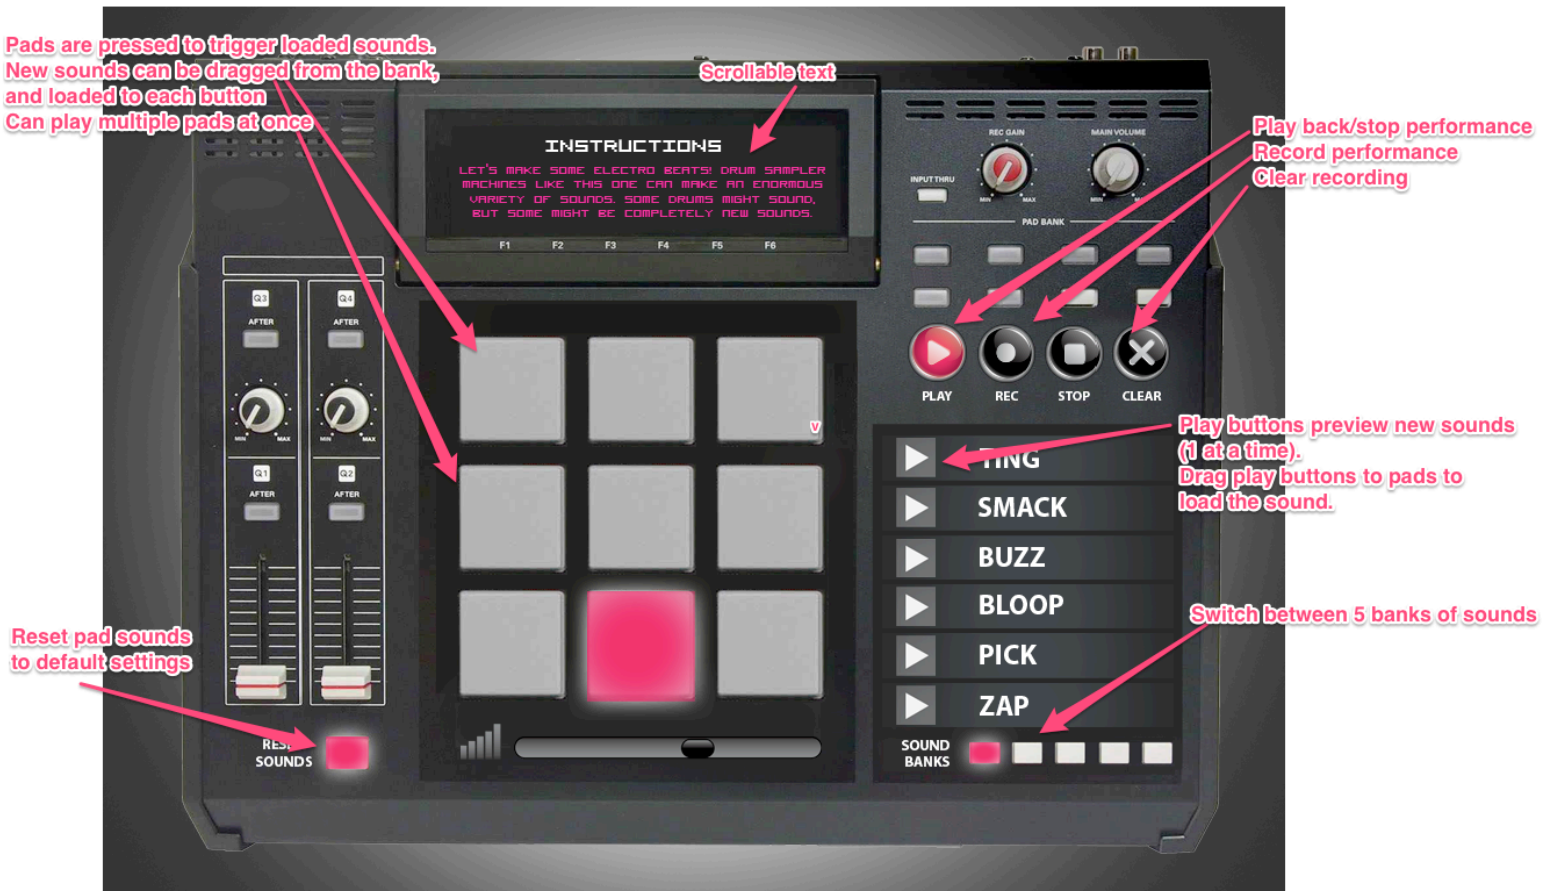 Pads are pressed to trigger loaded sounds.
New sounds can be dragged from the bank,
and loaded to each button
Can play multiple pads at once
Scrollable text
INSTRUCTIONS
LET'S MAKE SOME ELECTRO BEATS! DRUM SAMPLER
MACHINES LIKE THIS ONE CAN MAKE AN ENORMOUS
VARIETY OF SOUNDS. SOME DRUMS MIGHT SOUND,
BUT SOME MIGHT BE COMPLETELY NEW SOUNDS.
F1 F2 F3 F4 F5 F6
REC GAIN
MAIN VOLUME
INPUT THRU
MIN MAX
MIN
PAD BANK
Play back/stop performance
Record performance
Clear recording
PLAY REC STOP CLEAR
Q3 Q4
AFTER AFTER
MIN MAX MIN MAX
Q1 Q2
AFTER AFTER
v
Play buttons preview new sounds
(1 at a time).
Drag play buttons to pads to
load the sound.
TING
SMACK
BUZZ
BLOOP
PICK
ZAP
Switch between 5 banks of sounds
SOUND
BANKS
Reset pad sounds
to default settings
SOUNDS